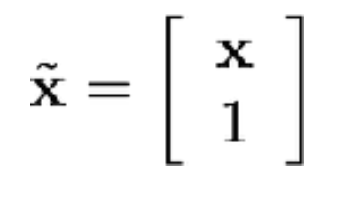 x̃ = [ x
1 ]